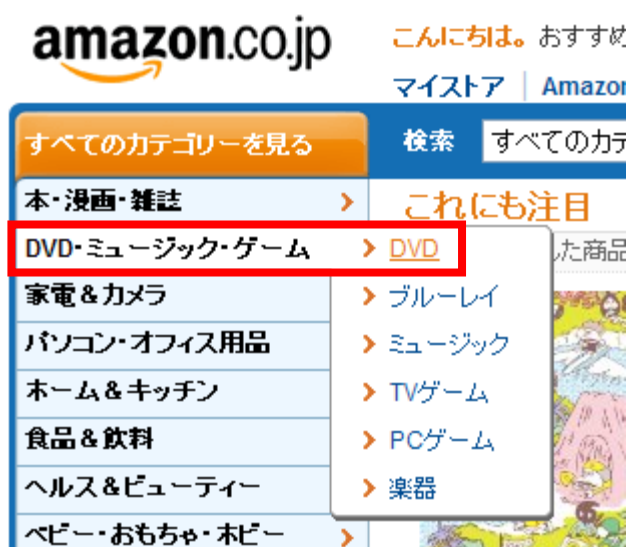 amazon.co.jp
こんにちは。おすすめ
マイストア | Amazon
すべてのカテゴリーを見る
検索 すべてのカテ
本・漫画・雑誌
これにも注目
DVD・ミュージック・ゲーム
DVD
した商品
家電&カメラ
ブルーレイ
パソコン・オフィス用品
ミュージック
ホーム&キッチン
TVゲーム
食品&飲料
PCゲーム
ヘルス&ビューティー
楽器
ベビー・おもちゃ・ホビー